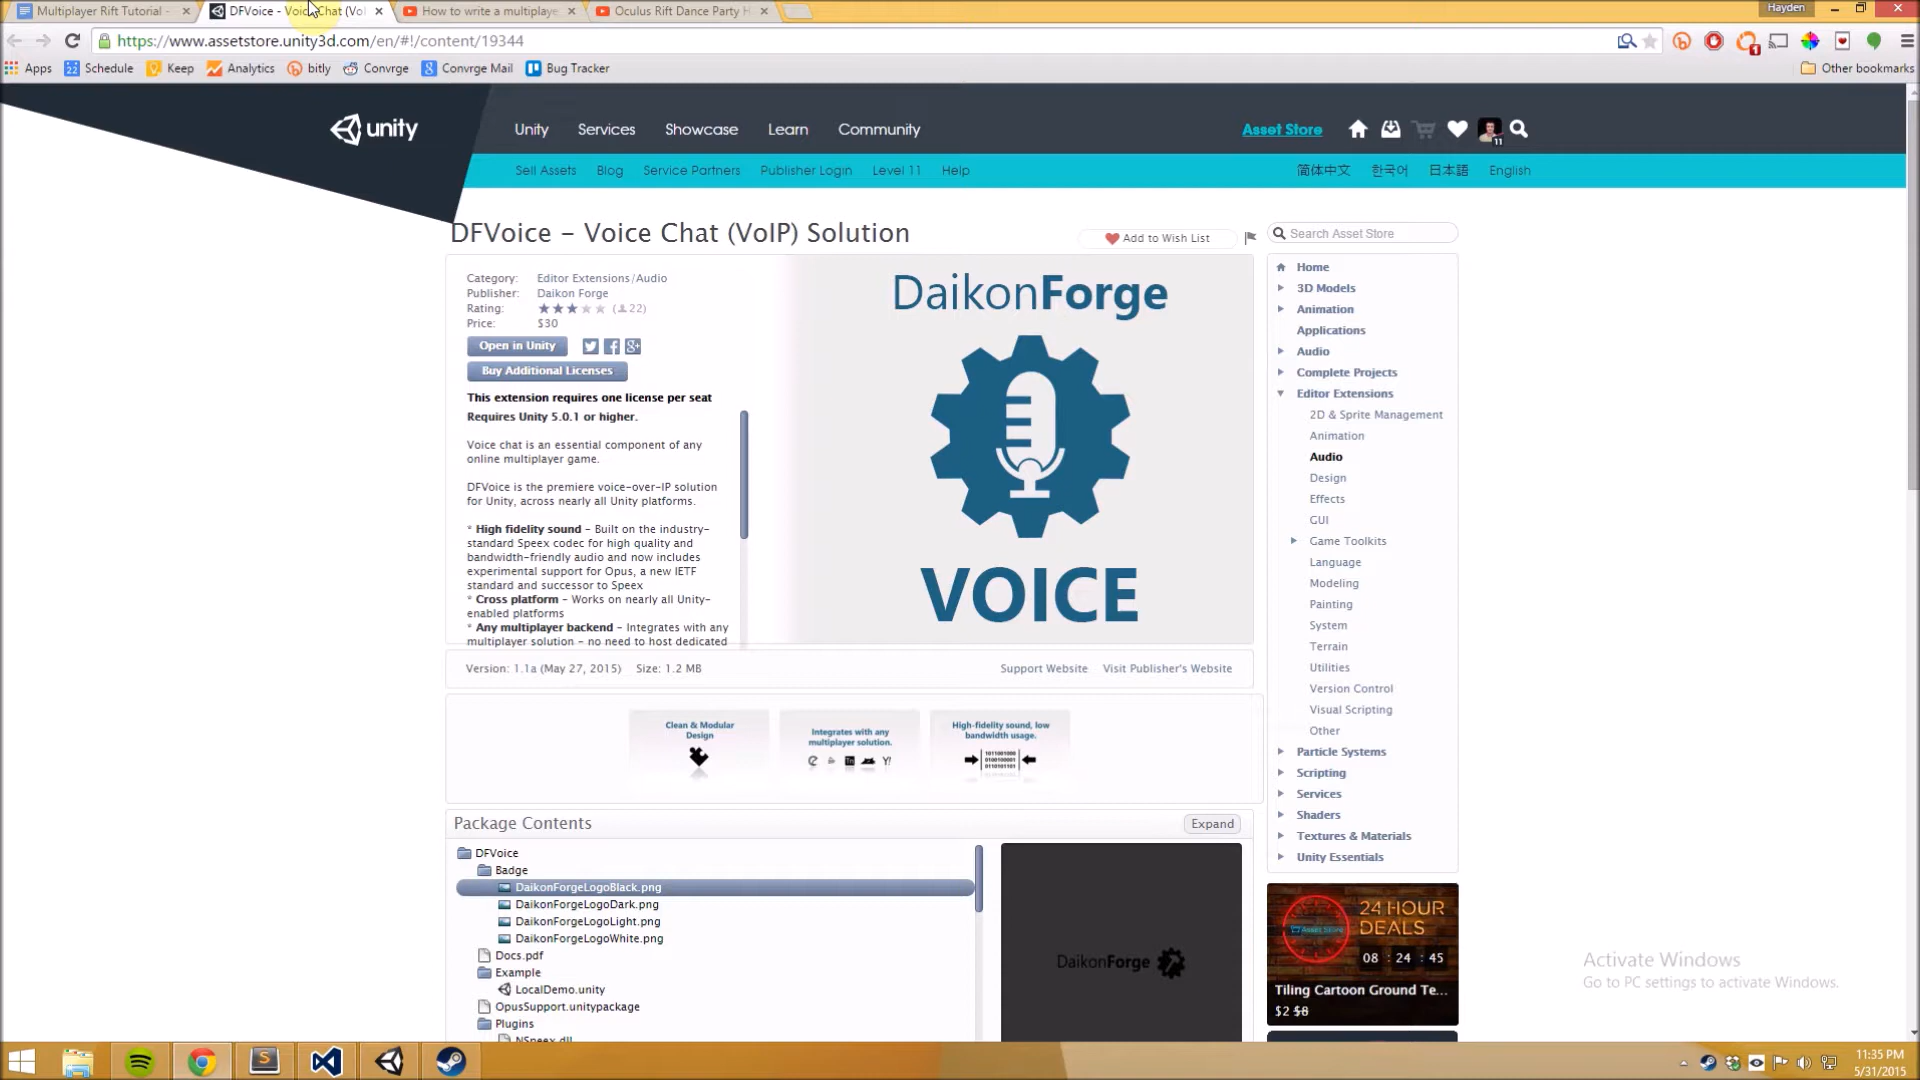 Multiplayer Rift Tutorial -
DFVoice - Voice Chat (Vo
How to write a multiplaye
Oculus Rift Dance Party H
Hayden
https://www.assetstore.unity3d.com/en/#!/content/19344
Apps
22 Schedule
Keep
Analytics
bitly
Convrge
8 Convrge Mail
Bug Tracker
Other bookmarks
unity
Unity Services Showcase Learn Community
Asset Store
11
Sell Assets Blog Service Partners Publisher Login Level 11 Help
简体中文 한국어 日本語 English
DFVoice – Voice Chat (VoIP) Solution
Add to Wish List
Search Asset Store
Category: Editor Extensions/Audio
Publisher: Daikon Forge
Rating: (22)
Price: $30
Open in Unity
Buy Additional Licenses
This extension requires one license per seat
Requires Unity 5.0.1 or higher.
Voice chat is an essential component of any
online multiplayer game.
DFVoice is the premiere voice-over-IP solution
for Unity, across nearly all Unity platforms.
* High fidelity sound – Built on the industry-
standard Speex codec for high quality and
bandwidth-friendly audio and now includes
experimental support for Opus, a new IETF
standard and successor to Speex
* Cross platform – Works on nearly all Unity-
enabled platforms
* Any multiplayer backend – Integrates with any
multiplayer solution – no need to host dedicated
DaikonForge
VOICE
Version: 1.1a (May 27, 2015) Size: 1.2 MB
Support Website Visit Publisher's Website
Clean & Modular
Design
Integrates with any
multiplayer solution.
High-fidelity sound, low
bandwidth usage.
Package Contents
Expand
DFVoice
Badge
DaikonForgeLogoBlack.png
DaikonForgeLogoDark.png
DaikonForgeLogoLight.png
DaikonForgeLogoWhite.png
Docs.pdf
Example
LocalDemo.unity
OpusSupport.unitypackage
Plugins
NSpeex.dll
DaikonForge
Home
3D Models
Animation
Applications
Audio
Complete Projects
Editor Extensions
2D & Sprite Management
Animation
Audio
Design
Effects
GUI
Game Toolkits
Language
Modeling
Painting
System
Terrain
Utilities
Version Control
Visual Scripting
Other
Particle Systems
Scripting
Services
Shaders
Textures & Materials
Unity Essentials
24 HOUR
DEALS
Asset Store
08 : 24 : 45
Tiling Cartoon Ground Te...
$2 $8
Activate Windows
Go to PC settings to activate Windows.
11:35 PM
5/31/2015